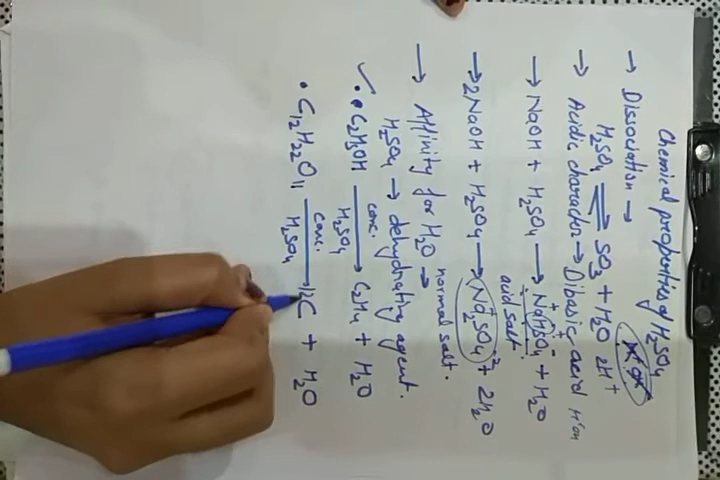 Chemical properties of H₂SO₄
→ Dissociation →
H₂SO₄ ⇌ SO₃ + H₂O 2H⁺
→ Acidic character → Dibasic acid H⁺ion
→ NaOH + H₂SO₄ → NaHSO₄ + H₂O
acid salt
→ 2NaOH + H₂SO₄ → Na₂SO₄ + 2H₂O
normal salt.
→ Affinity for H₂O →
H₂SO₄ → dehydrating agent.
✓ • C₂H₅OH conc. H₂SO₄ → C₂H₄ + H₂O
• C₁₂H₂₂O₁₁ conc. H₂SO₄ → 12C + H₂O